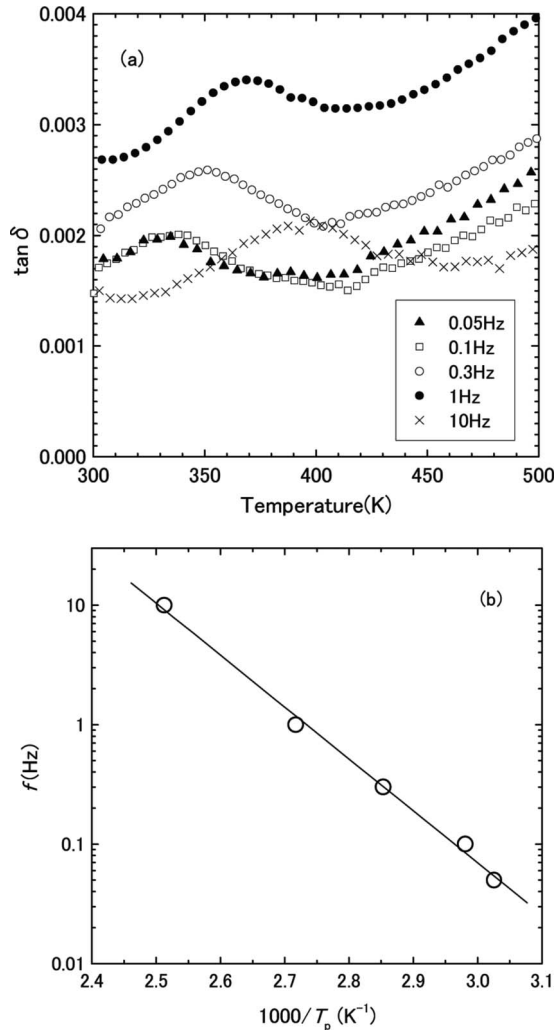 (a)
0.004
0.003
0.002
0.001
0.000
tan δ
300 350 400 450 500
Temperature(K)
0.05Hz
0.1Hz
0.3Hz
1Hz
10Hz
(b)
10
1
0.1
0.01
f(Hz)
2.4 2.5 2.6 2.7 2.8 2.9 3.0 3.1
1000/Tp (K-1)